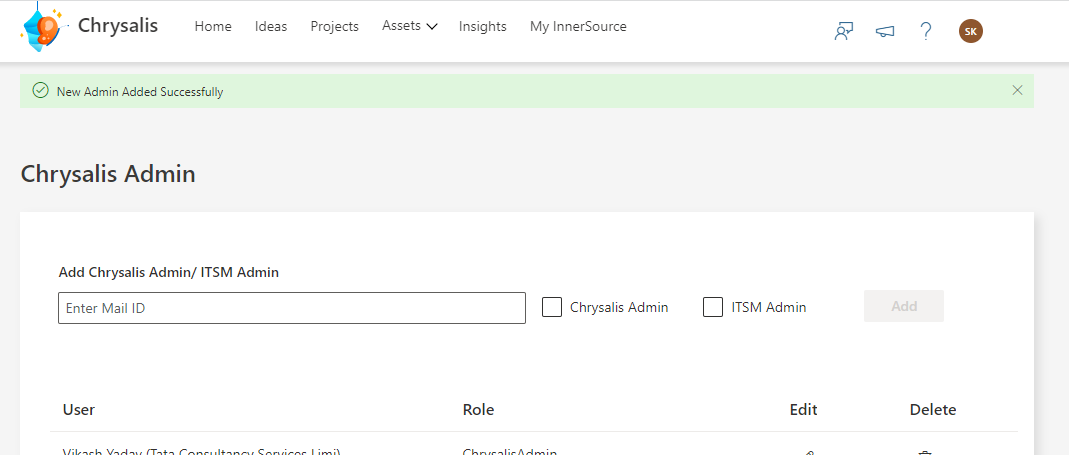 Chrysalis Home Ideas Projects Assets Insights My InnerSource ? SK
New Admin Added Successfully
Chrysalis Admin
Add Chrysalis Admin/ ITSM Admin
Enter Mail ID Chrysalis Admin ITSM Admin Add
User Role Edit Delete
Vikash Yadav (Tata Consultancy Services Limi) ChrysalisAdmin